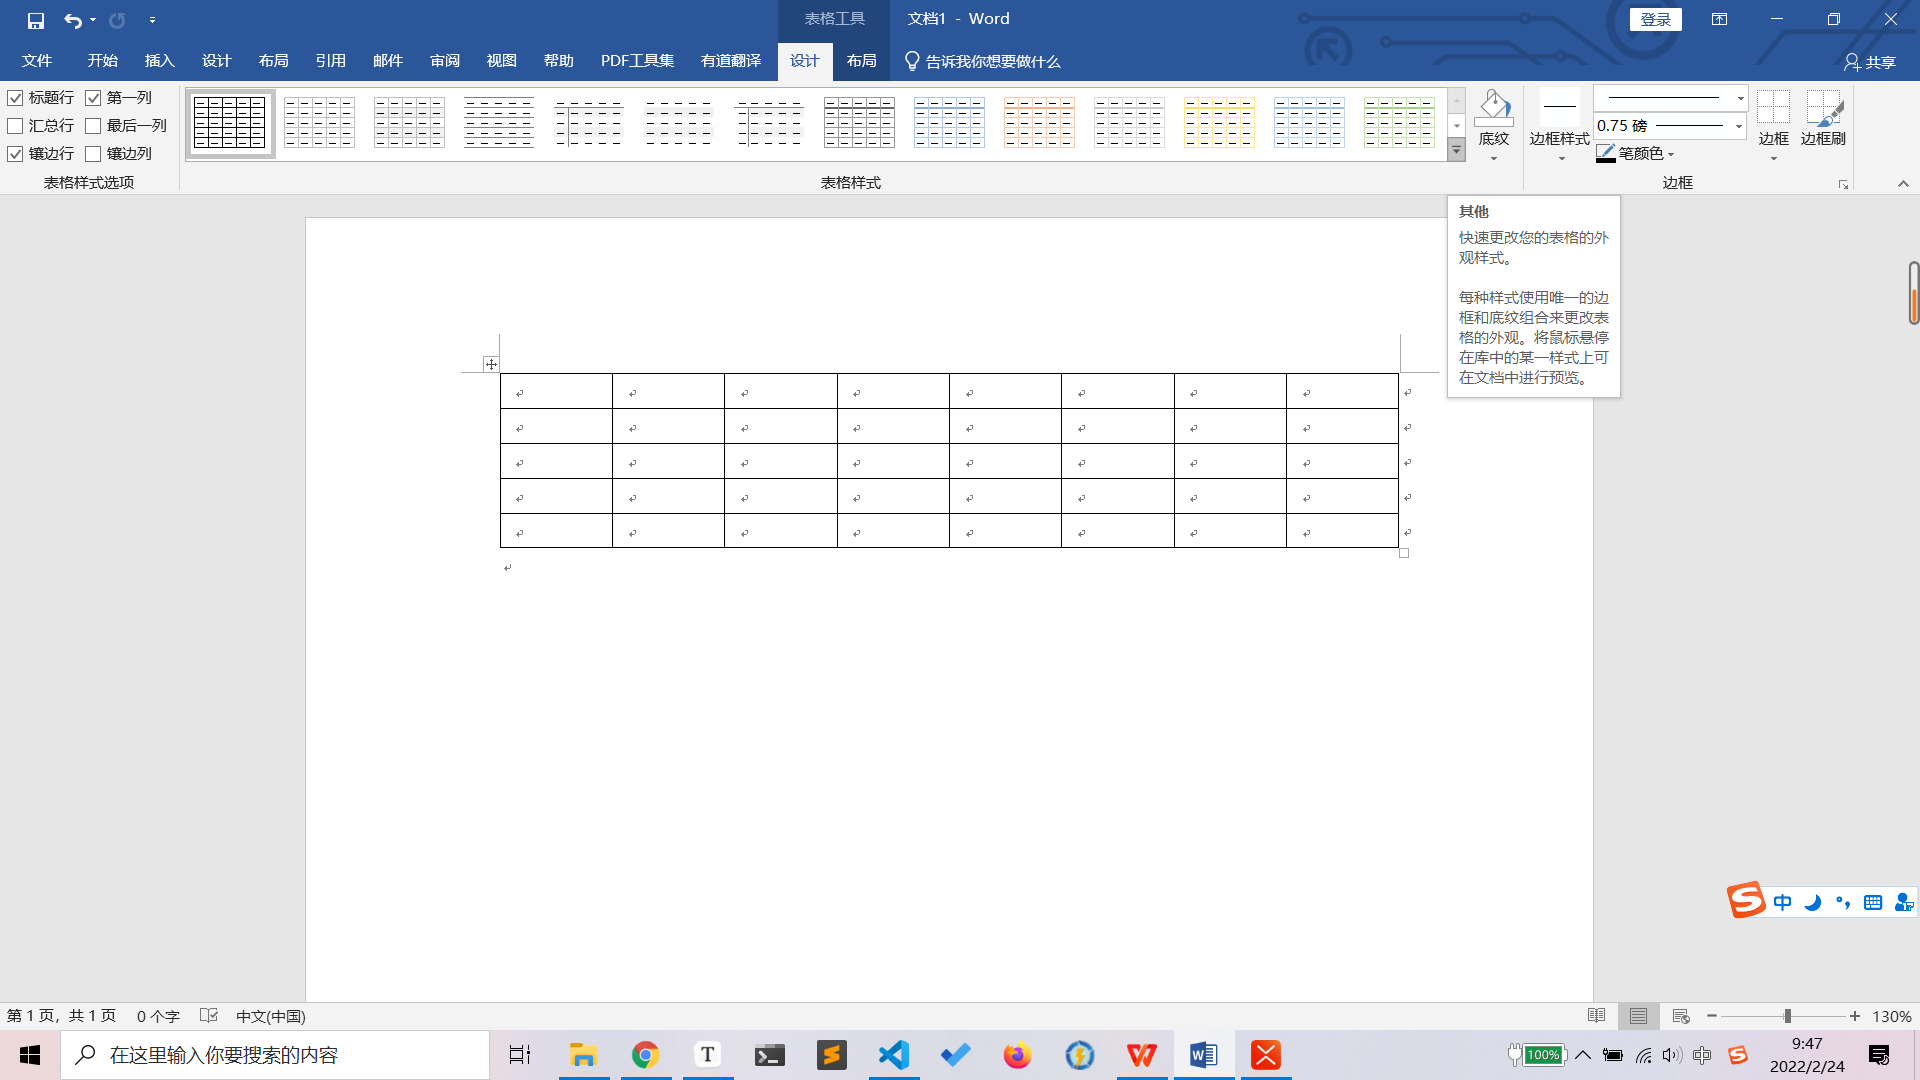 表格工具
文档1 - Word
登录
文件
开始
插入
设计
布局
引用
邮件
审阅
视图
帮助
PDF工具集
有道翻译
设计
布局
告诉我你想要做什么
共享
标题行
第一列
汇总行
最后一列
镶边行
镶边列
表格样式选项
表格样式
底纹
边框样式
0.75 磅
笔颜色
边框
边框刷
边框
其他
快速更改您的表格的外
观样式。
每种样式使用唯一的边
框和底纹组合来更改表
格的外观。将鼠标悬停
在库中的某一样式上可
在文档中进行预览。
中
第 1 页，共 1 页
0 个字
中文(中国)
130%
在这里输入你要搜索的内容
100%
中
9:47
2022/2/24